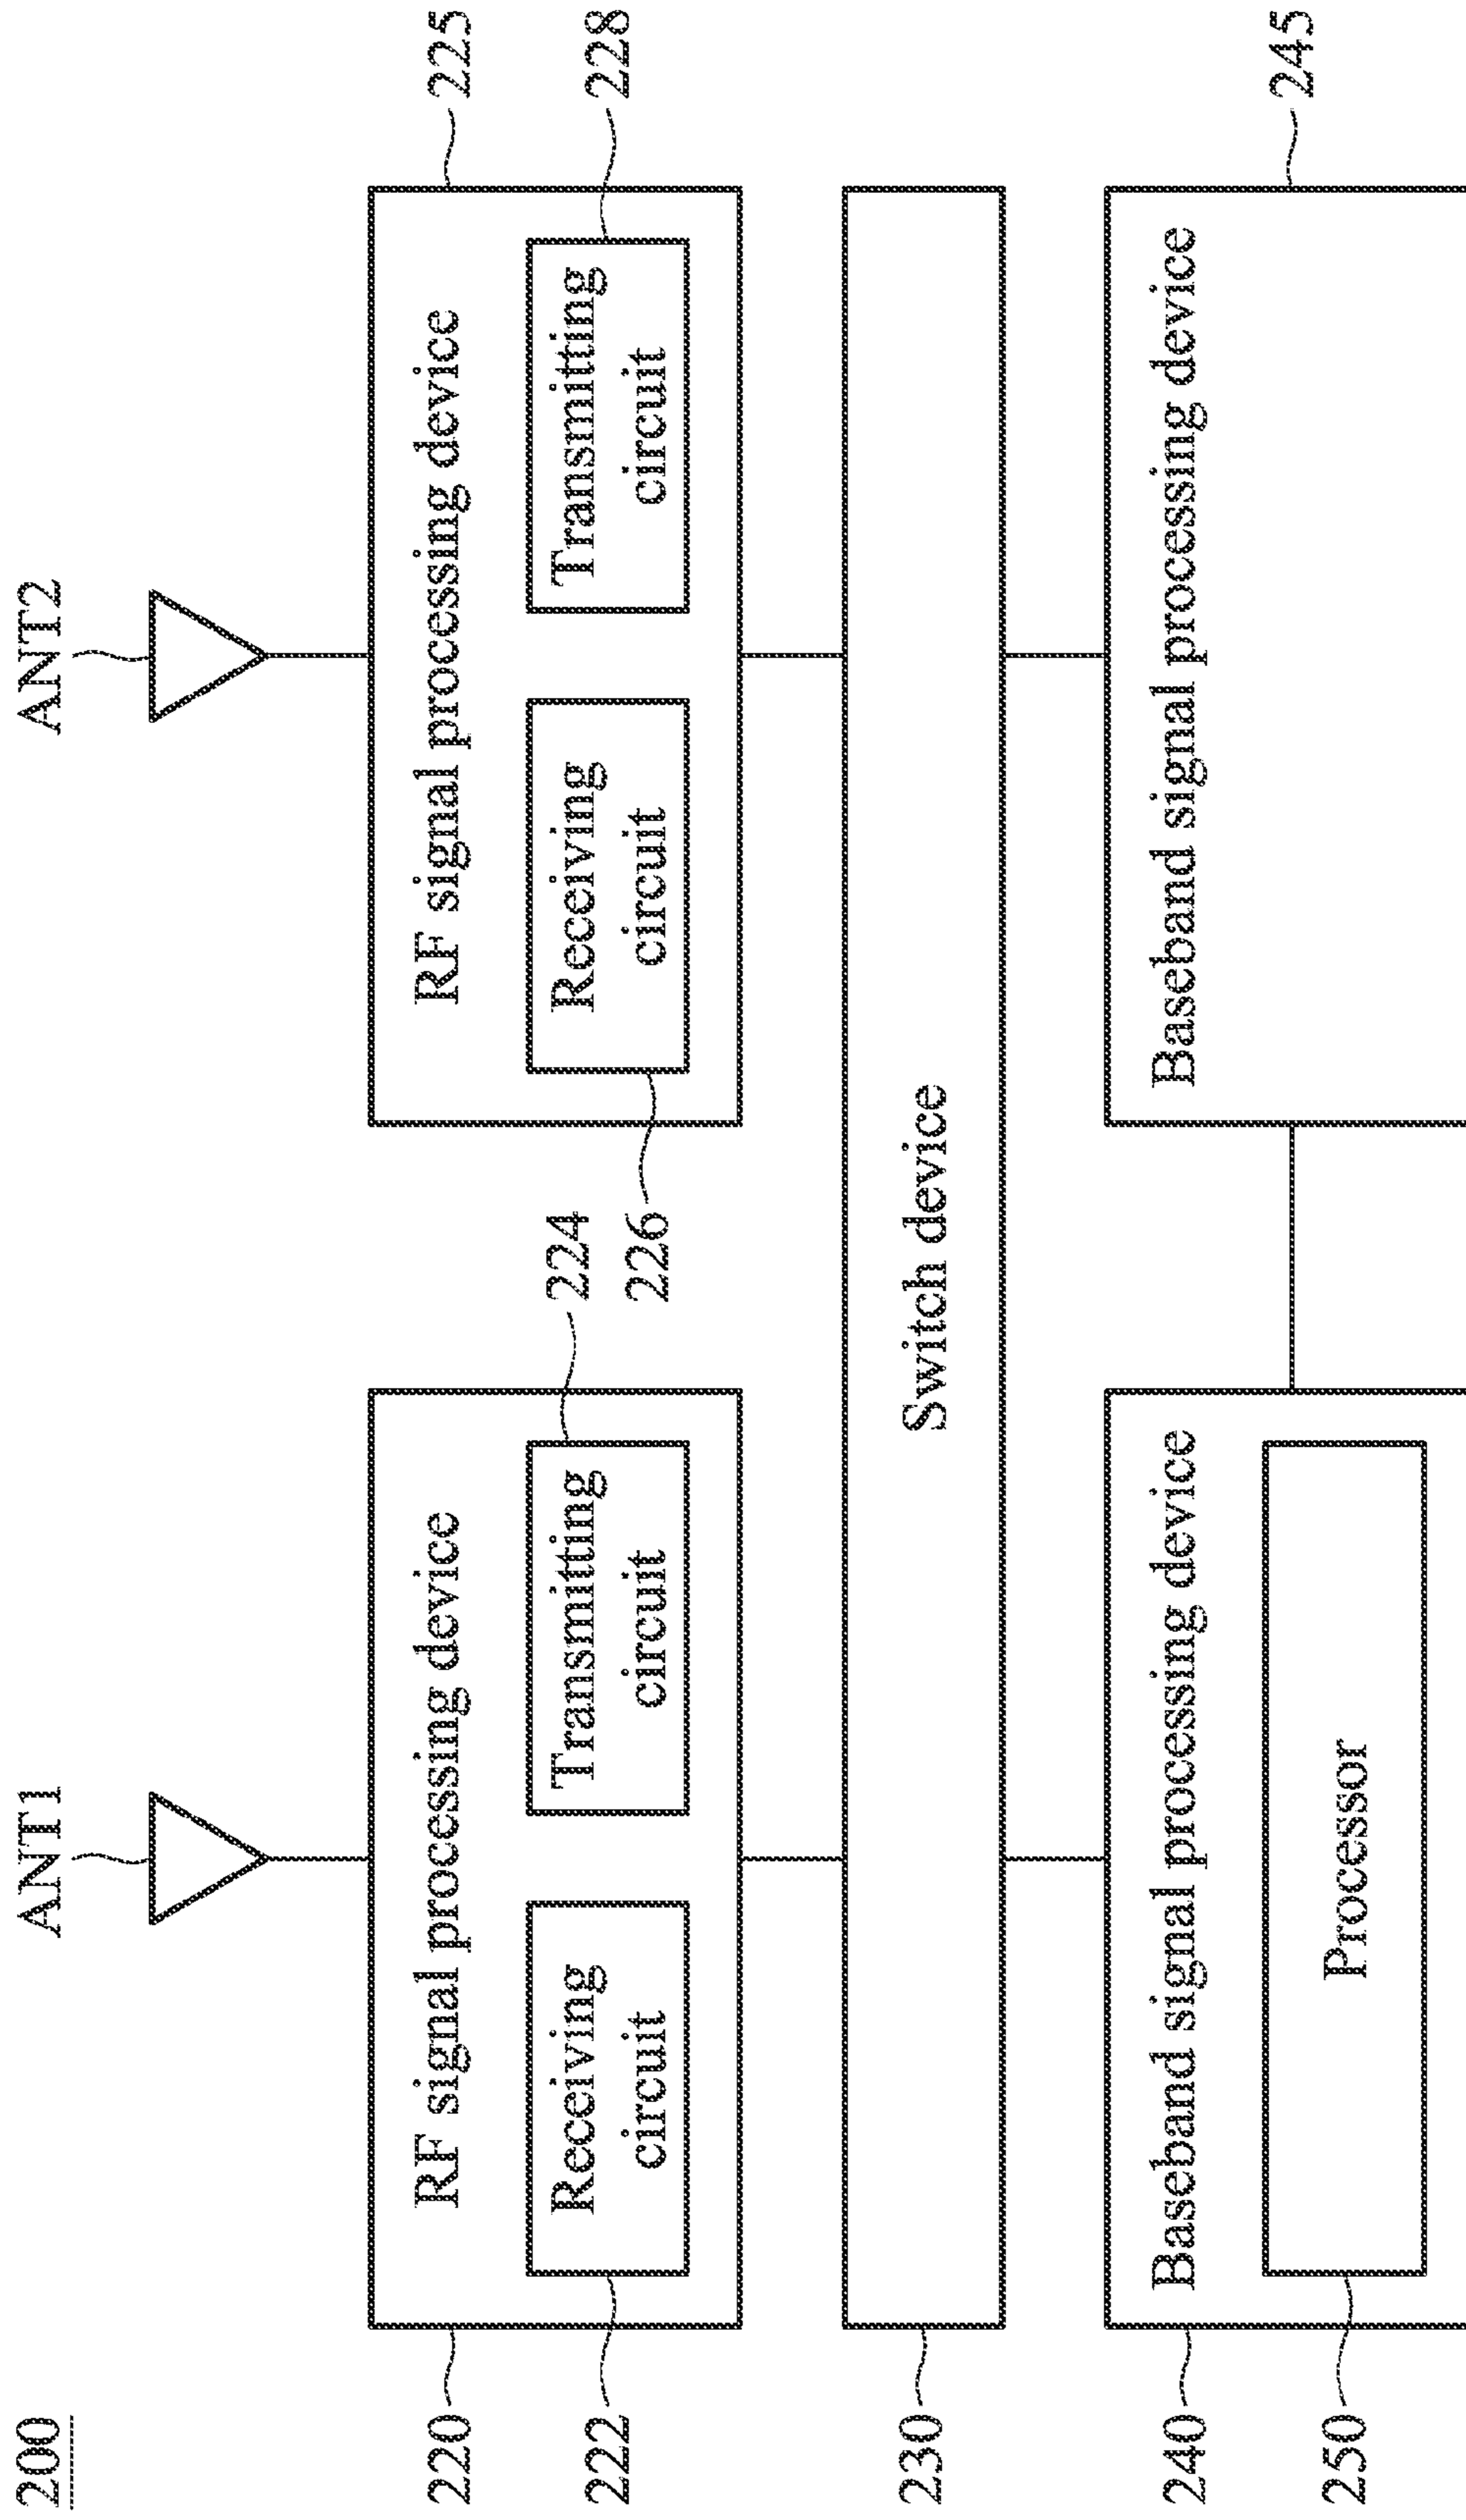 200
ANT1
ANT2
220
RF signal processing device
222
Receiving
circuit
Transmitting
circuit
224
225
RF signal processing device
226
Receiving
circuit
Transmitting
circuit
228
230
Switch device
240
Baseband signal processing device
250
Processor
Baseband signal processing device
245